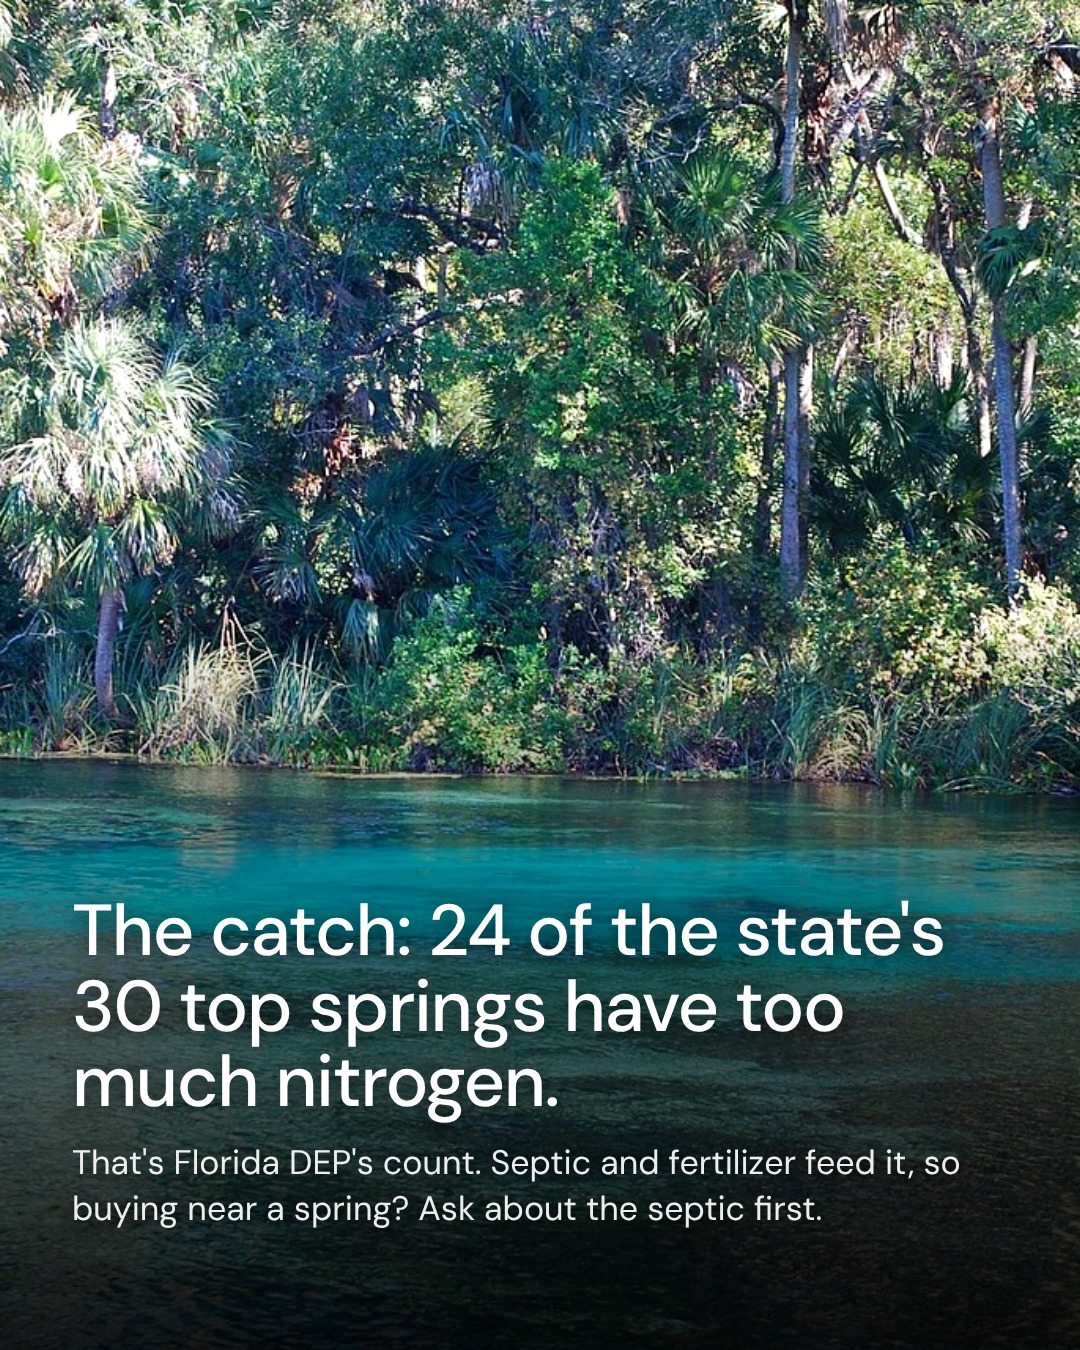 The catch: 24 of the state's
30 top springs have too
much nitrogen.
That's Florida DEP's count. Septic and fertilizer feed it, so
buying near a spring? Ask about the septic first.